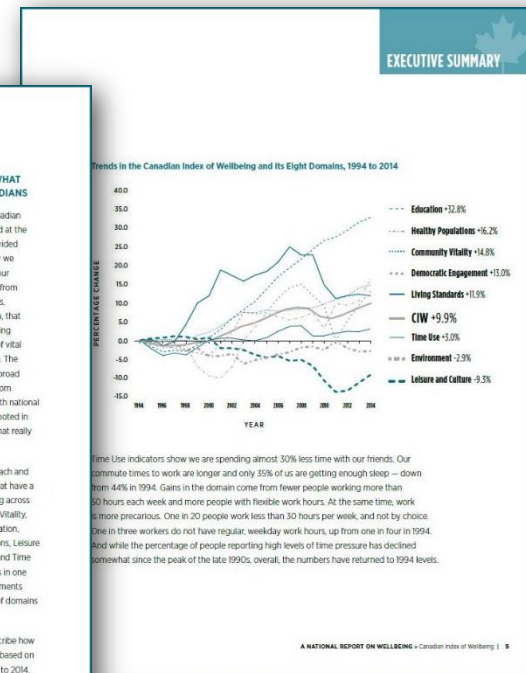 HAT
DIANS
adian
d at the
vided
we
our
from
s.
, that
ing
f vital
The
broad
om
th national
oted in
hat really
ach and
at have a
g across
Vitality,
ation,
ns, Leisure
nd Time
s in one
ments
f domains
cribe how
based on
to 2014.
EXECUTIVE SUMMARY
Trends in the Canadian Index of Wellbeing and its Eight Domains, 1994 to 2014
PERCENTAGE CHANGE
40.0
35.0
30.0
25.0
20.0
15.0
10.0
5.0
0.0
-5.0
-10.0
-15.0
1994 1996 1998 2000 2002 2004 2006 2008 2010 2012 2014
YEAR
Education +32.8%
Healthy Populations +16.2%
Community Vitality +14.8%
Democratic Engagement +13.0%
Living Standards +11.9%
CIW +9.9%
Time Use +3.0%
Environment -2.9%
Leisure and Culture -9.3%
Time Use indicators show we are spending almost 30% less time with our friends. Our
commute times to work are longer and only 35% of us are getting enough sleep — down
from 44% in 1994. Gains in the domain come from fewer people working more than
50 hours each week and more people with flexible work hours. At the same time, work
is more precarious. One in 20 people work less than 30 hours per week, and not by choice.
One in three workers do not have regular, weekday work hours, up from one in four in 1994.
And while the percentage of people reporting high levels of time pressure has declined
somewhat since the peak of the late 1990s, overall, the numbers have returned to 1994 levels.
A NATIONAL REPORT ON WELLBEING » Canadian Index of Wellbeing | 5